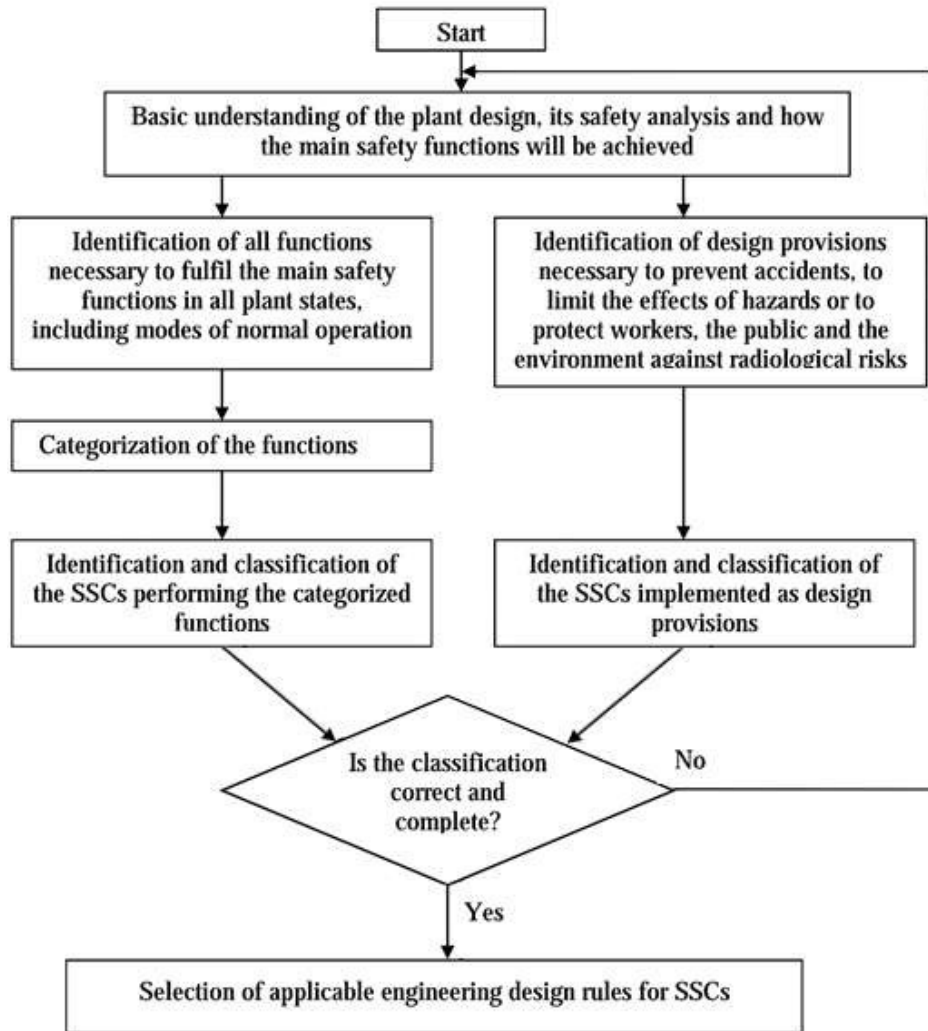 Start
Basic understanding of the plant design, its safety analysis and how
the main safety functions will be achieved
Identification of all functions
necessary to fulfil the main safety
functions in all plant states,
including modes of normal operation
Identification of design provisions
necessary to prevent accidents, to
limit the effects of hazards or to
protect workers, the public and the
environment against radiological risks
Categorization of the functions
Identification and classification of
the SSCs performing the categorized
functions
Identification and classification of
the SSCs implemented as design
provisions
Is the classification
correct and
complete?
No
Yes
Selection of applicable engineering design rules for SSCs